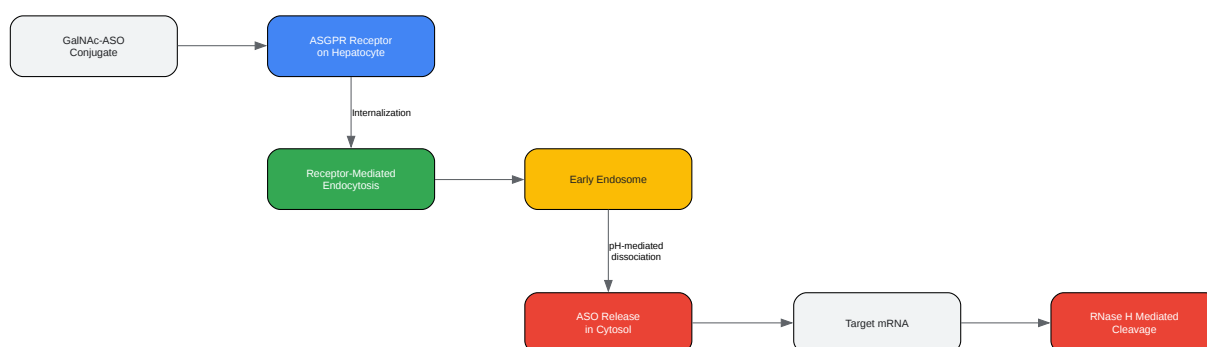 GalNAc-ASO
Conjugate
ASGPR Receptor
on Hepatocyte
Internalization
Receptor-Mediated
Endocytosis
Early Endosome
pH-mediated
dissociation
ASO Release
in Cytosol
Target mRNA
RNase H Mediated
Cleavage